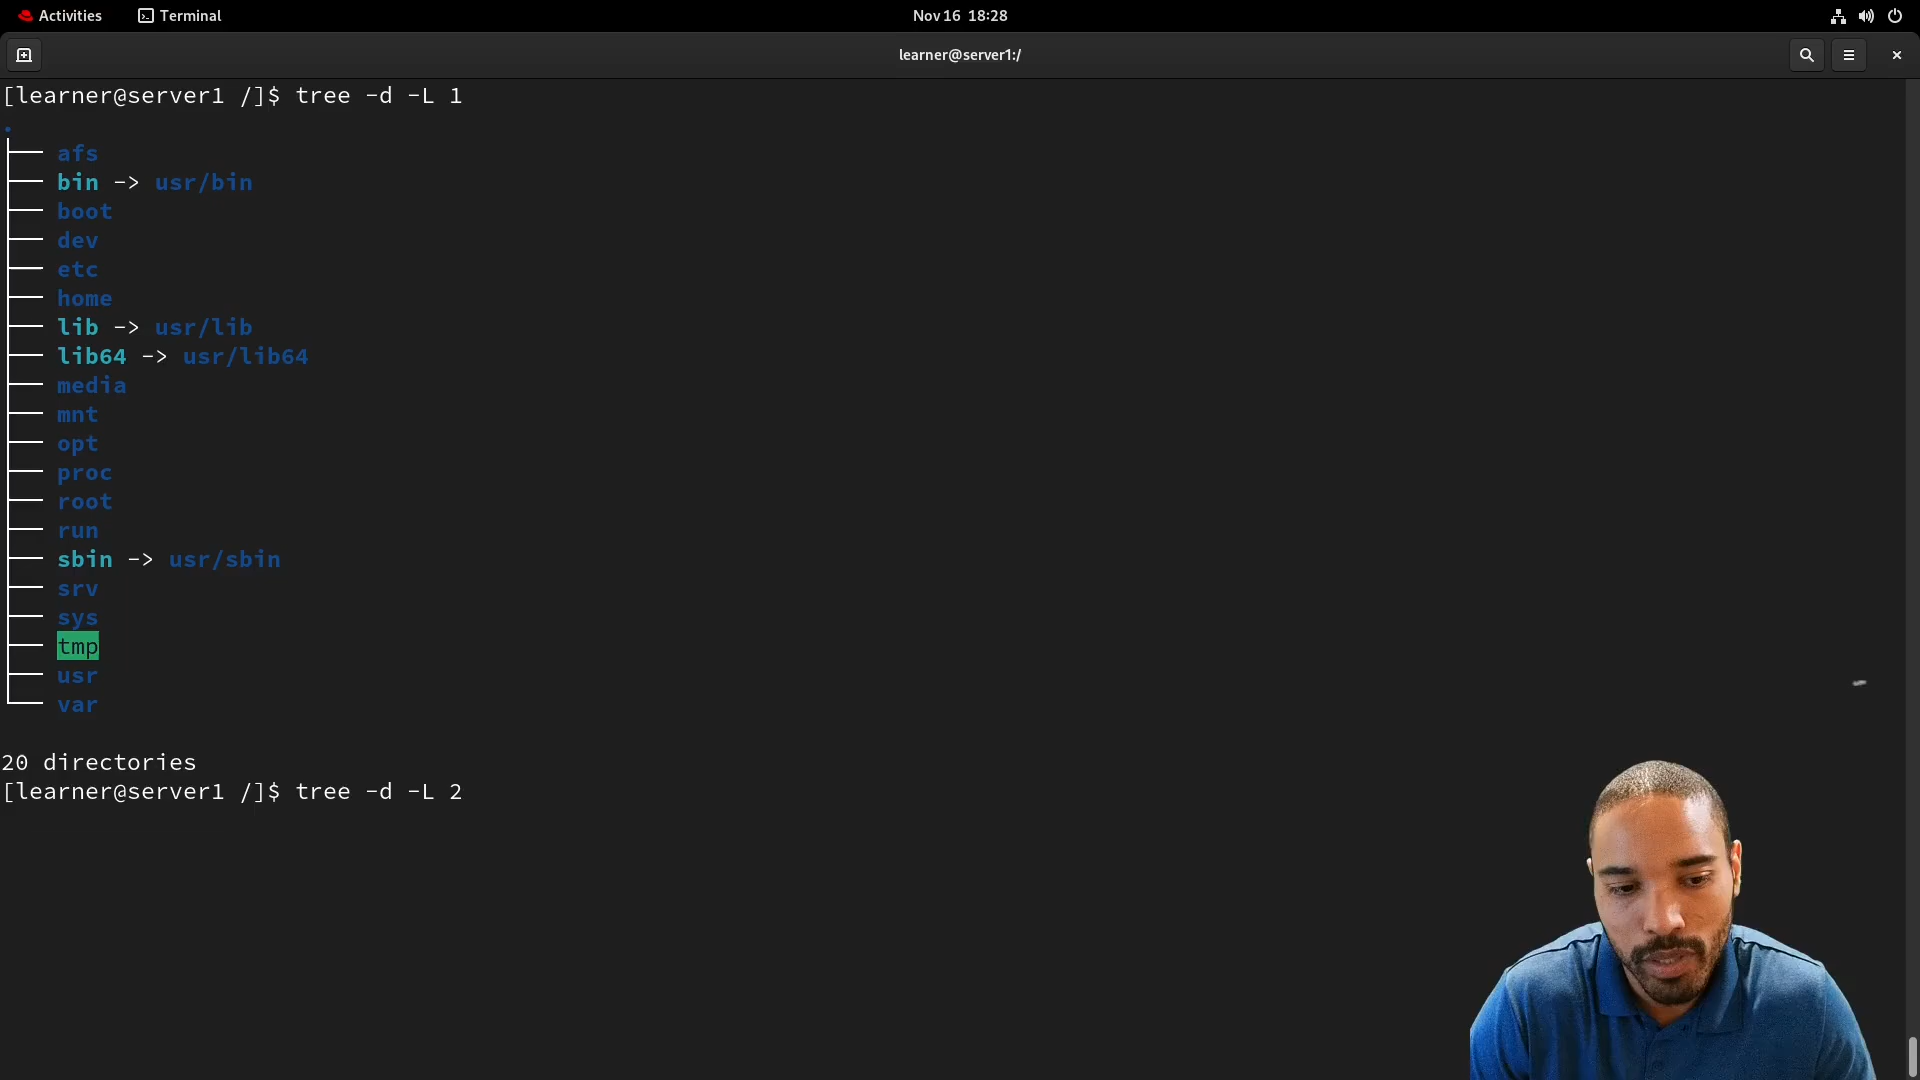 Activities Terminal Nov 16 18:28
learner@server1:/
[learner@server1 /]$ tree -d -L 1
.
├── afs
├── bin -> usr/bin
├── boot
├── dev
├── etc
├── home
├── lib -> usr/lib
├── lib64 -> usr/lib64
├── media
├── mnt
├── opt
├── proc
├── root
├── run
├── sbin -> usr/sbin
├── srv
├── sys
├── tmp
├── usr
└── var
20 directories
[learner@server1 /]$ tree -d -L 2